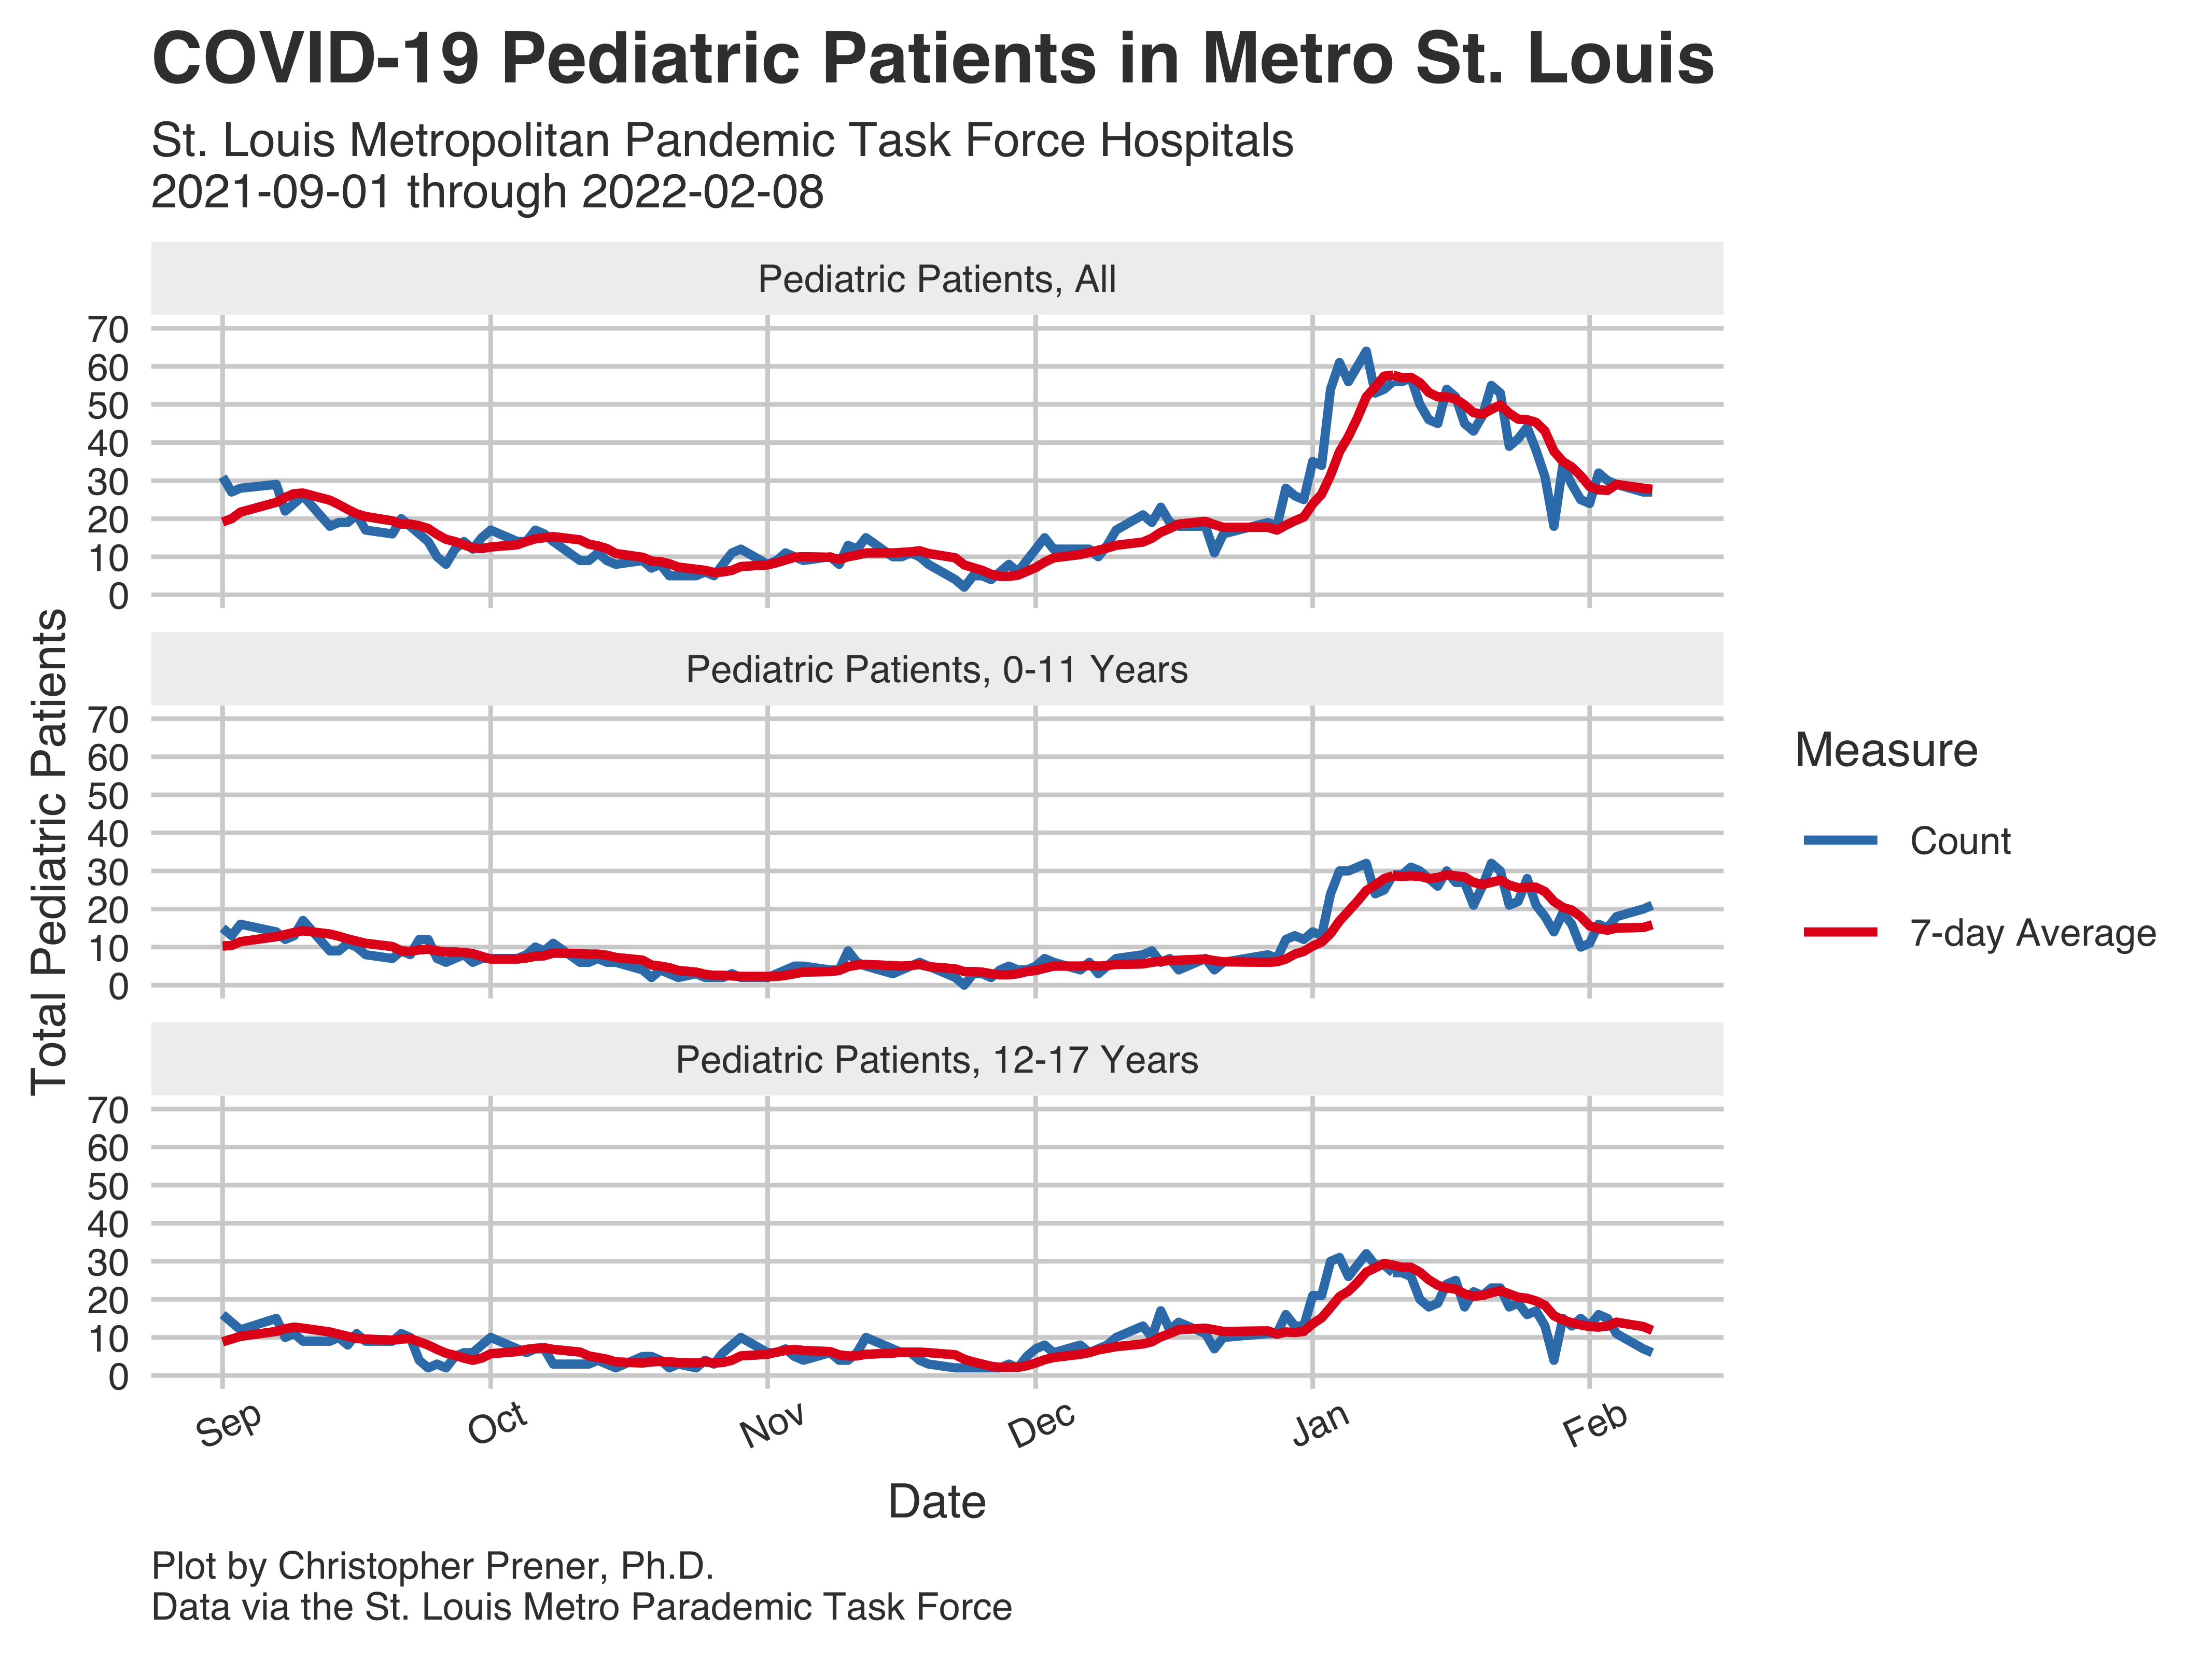 COVID-19 Pediatric Patients in Metro St. Louis
St. Louis Metropolitan Pandemic Task Force Hospitals
2021-09-01 through 2022-02-08
Pediatric Patients, All
70
60
50
40
30
20
10
0
Pediatric Patients, 0-11 Years
70
60
50
40
30
20
10
0
Pediatric Patients, 12-17 Years
70
60
50
40
30
20
10
0
Total Pediatric Patients
Sep Oct Nov Dec Jan Feb
Date
Measure
Count
7-day Average
Plot by Christopher Prener, Ph.D.
Data via the St. Louis Metro Parademic Task Force